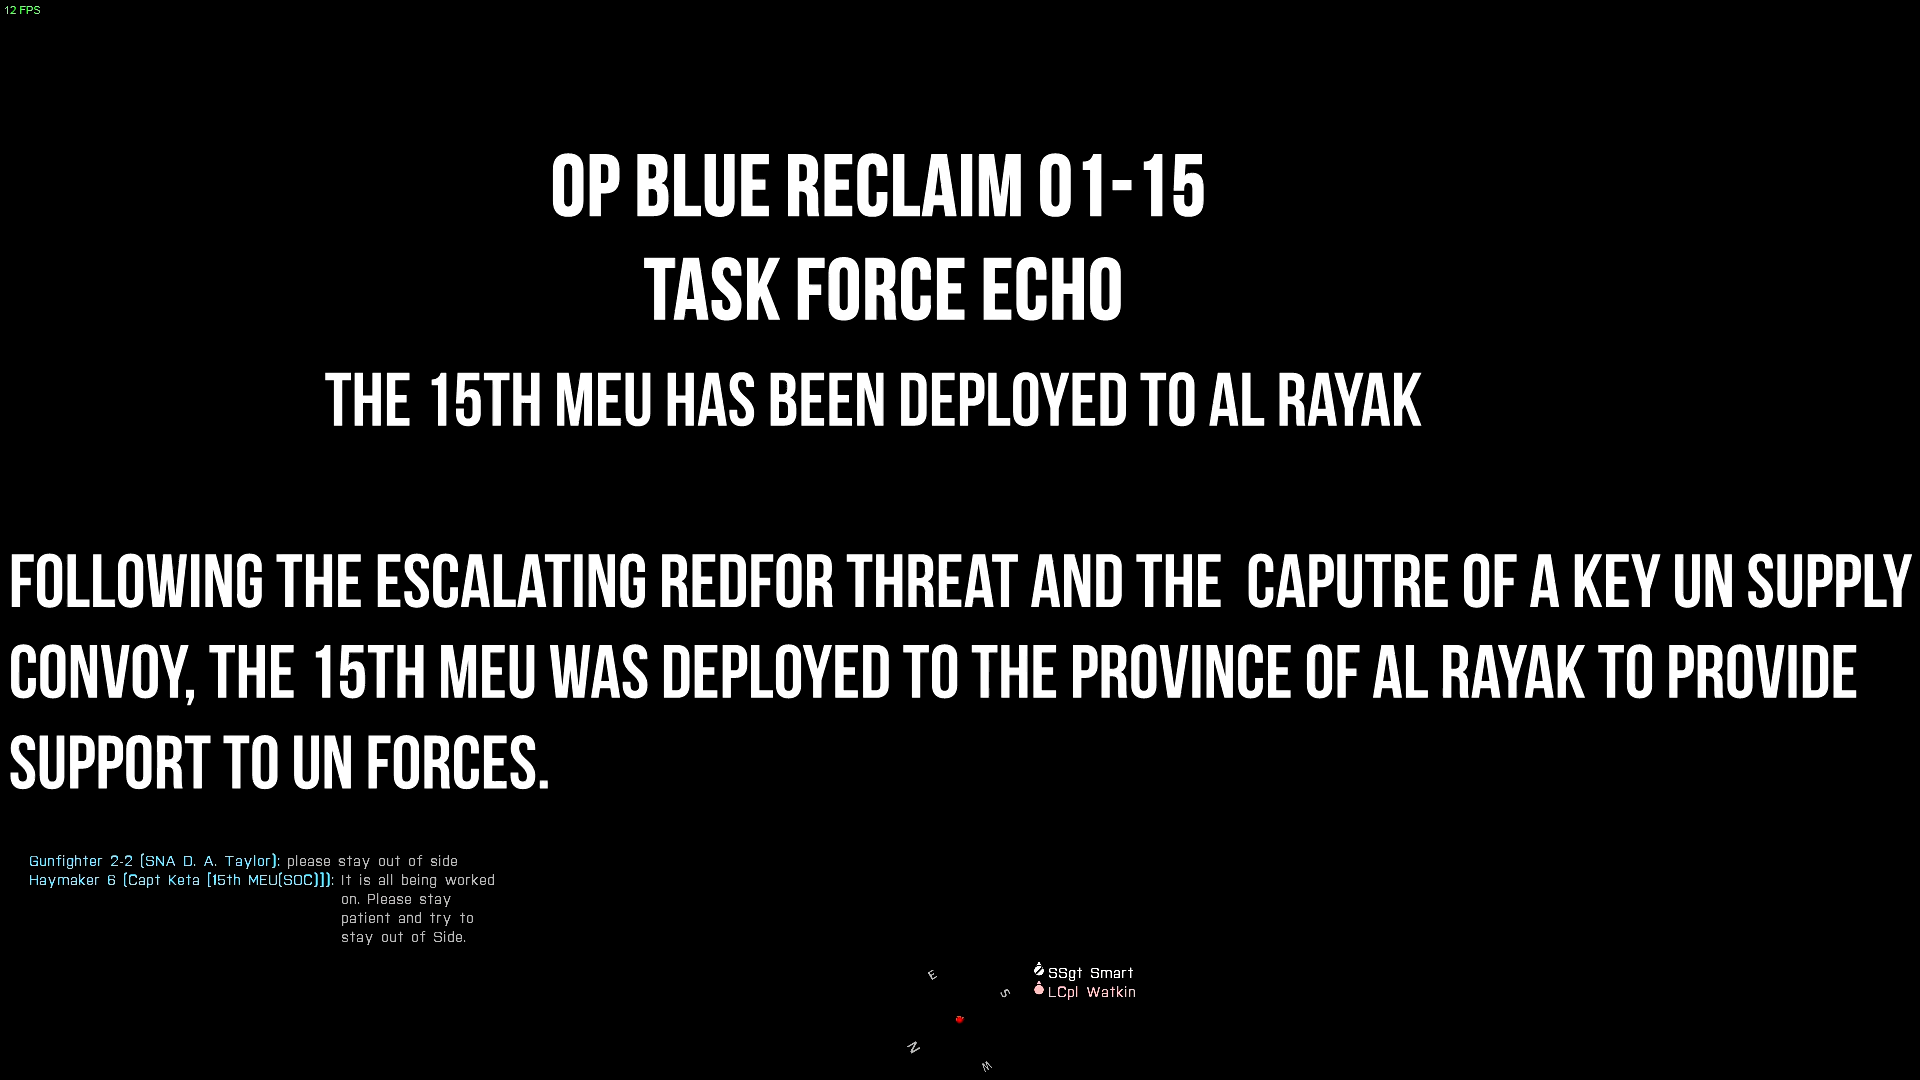 12 FPS
OP BLUE RECLAIM 01-15
TASK FORCE ECHO
THE 15TH MEU HAS BEEN DEPLOYED TO AL RAYAK
FOLLOWING THE ESCALATING REDFOR THREAT AND THE  CAPUTRE OF A KEY UN SUPPLY
CONVOY, THE 15TH MEU WAS DEPLOYED TO THE PROVINCE OF AL RAYAK TO PROVIDE
SUPPORT TO UN FORCES.
Gunfighter 2-2 (SNA D. A. Taylor): please stay out of side
Haymaker 6 (Capt Keta [15th MEU(SOC)]): It is all being worked
on. Please stay
patient and try to
stay out of Side.
E
SSgt Smart
S
LCpl Watkin
N
W